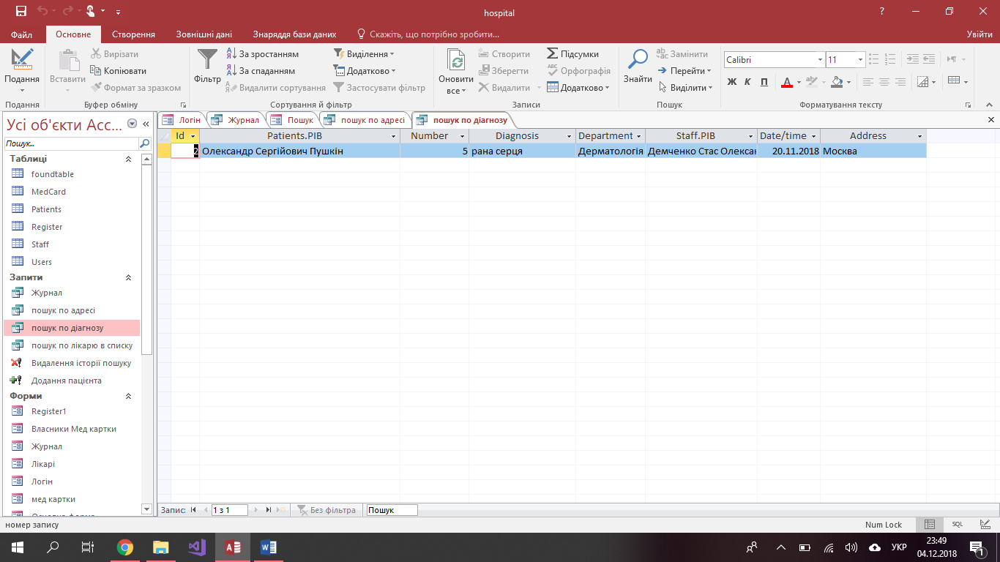 hospital
?
Файл Основне Створення Зовнішні дані Знаряддя бази даних Скажіть, що потрібно зробити... Увійти
Вирізати За зростанням Виділення Створити Підсумки Замінити Calibri 11
Копіювати За спаданням Додатково Зберегти Орфографія Перейти
Формат за зразком Видалити сортування Застосувати фільтр Видалити Додатково Виділити Ж К П
Подання Вставити Фільтр Оновити все Знайти
Подання Буфер обміну Сортування й фільтр Записи Пошук Форматування тексту
Усі об'єкти Acc...
Пошук...
Таблиці
foundtable
MedCard
Patients
Register
Staff
Users
Запити
Журнал
пошук по адресі
пошук по діагнозу
пошук по лікарю в списку
Видалення історії пошуку
Додання пацієнта
Форми
Register1
Власники Мед картки
Журнал
Лікарі
Логін
мед картки
Логін Журнал Пошук пошук по адресі пошук по діагнозу
Id Patients.PIB Number Diagnosis Department Staff.PIB Date/time Address
2 Олександр Сергійович Пушкін 5 рана серця Дерматологія Демченко Стас Олексан 20.11.2018 Москва
Запис: 1 з 1 Без фільтра Пошук
номер запису Num Lock SQL
УКР 23:49
04.12.2018 1